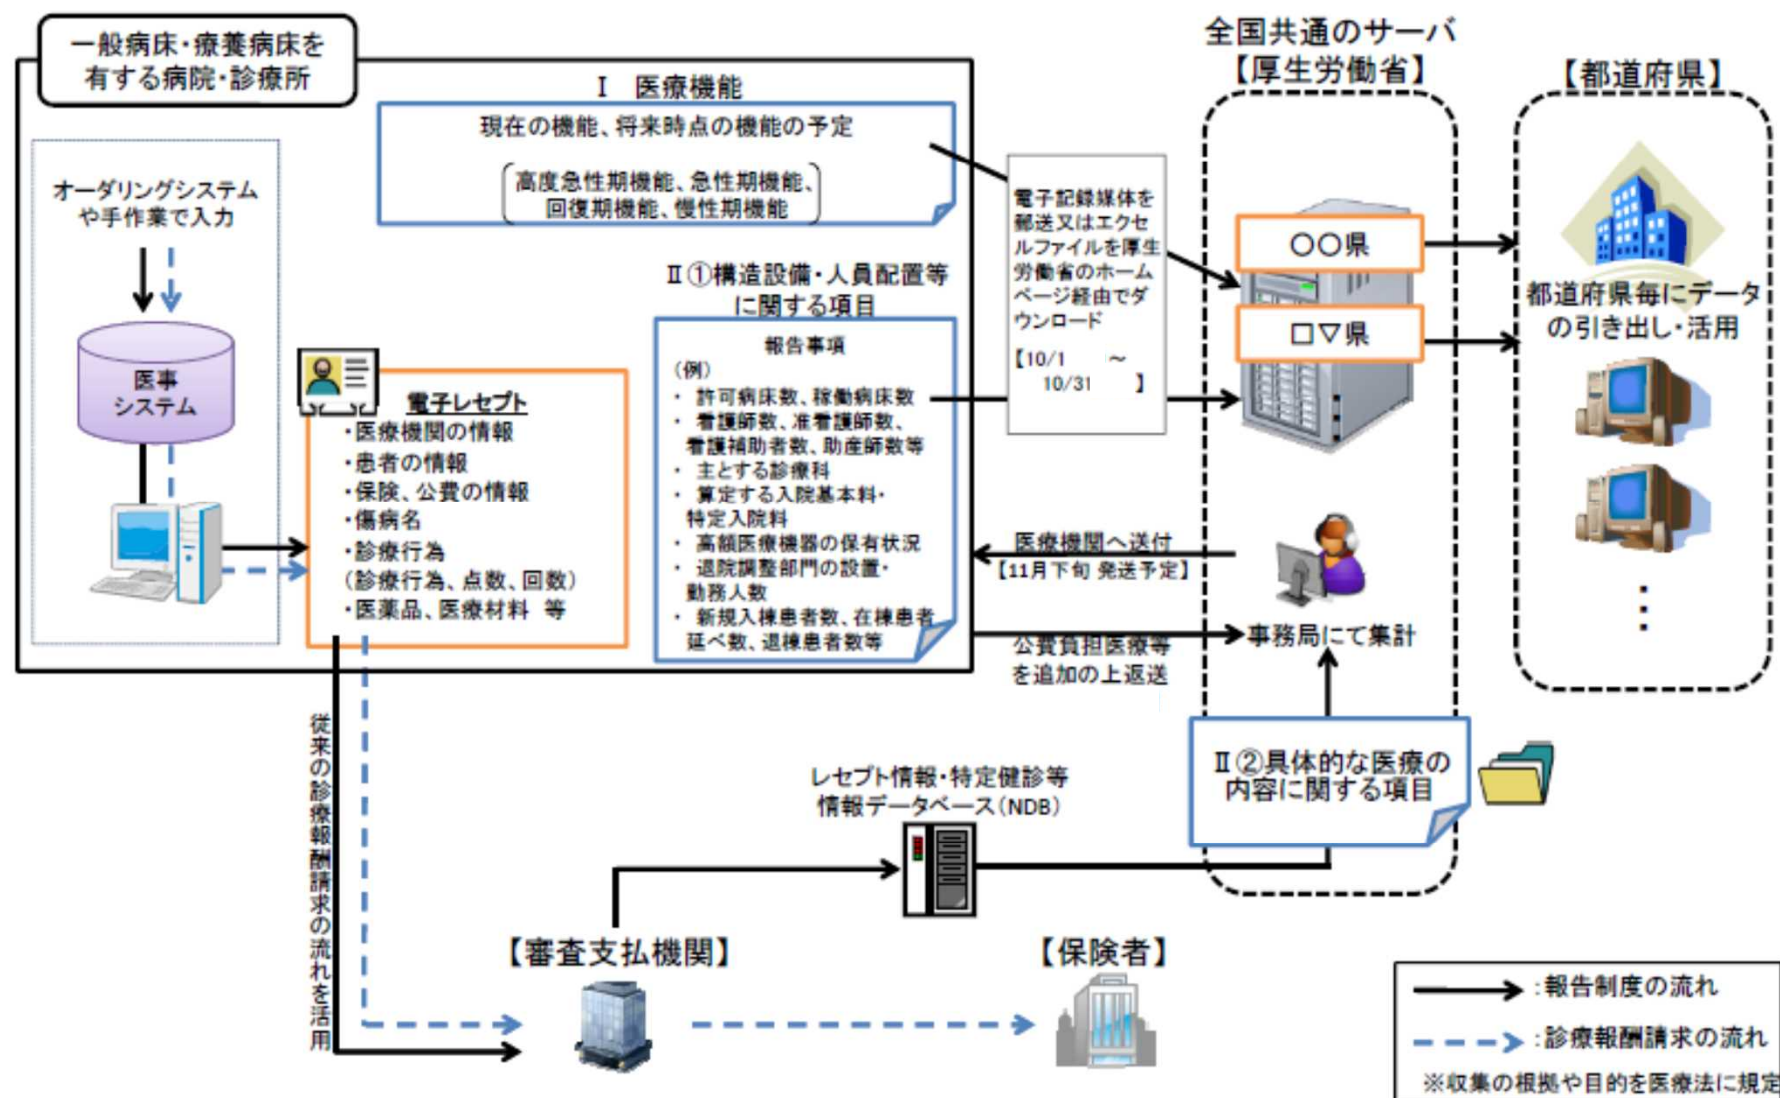 一般病床・療養病床を
有する病院・診療所
Ⅰ 医療機能
現在の機能、将来時点の機能の予定
高度急性期機能、急性期機能、
回復期機能、慢性期機能
オーダリングシステム
や手作業で入力
医事
システム
電子レセプト
・医療機関の情報
・患者の情報
・保険、公費の情報
・傷病名
・診療行為
(診療行為、点数、回数)
・医薬品、医療材料 等
Ⅱ①構造設備・人員配置等
に関する項目
報告事項
(例)
・ 許可病床数、稼働病床数
・ 看護師数、准看護師数、
看護補助者数、助産師数等
・ 主とする診療科
・ 算定する入院基本料・
特定入院料
・ 高額医療機器の保有状況
・ 退院調整部門の設置・
勤務人数
・ 新規入棟患者数、在棟患者
延べ数、退棟患者数等
電子記録媒体を
郵送又はエクセ
ルファイルを厚生
労働省のホーム
ページ経由でダ
ウンロード
【10/1 ～
10/31 】
全国共通のサーバ
【厚生労働省】
〇〇県
□▽県
【都道府県】
都道府県毎にデータ
の引き出し・活用
医療機関へ送付
【11月下旬 発送予定】
公費負担医療等
を追加の上返送
事務局にて集計
Ⅱ②具体的な医療の
内容に関する項目
レセプト情報・特定健診等
情報データベース(NDB)
従来の診療報酬請求の流れを活用
【審査支払機関】
【保険者】
:報告制度の流れ
:診療報酬請求の流れ
※収集の根拠や目的を医療法に規定